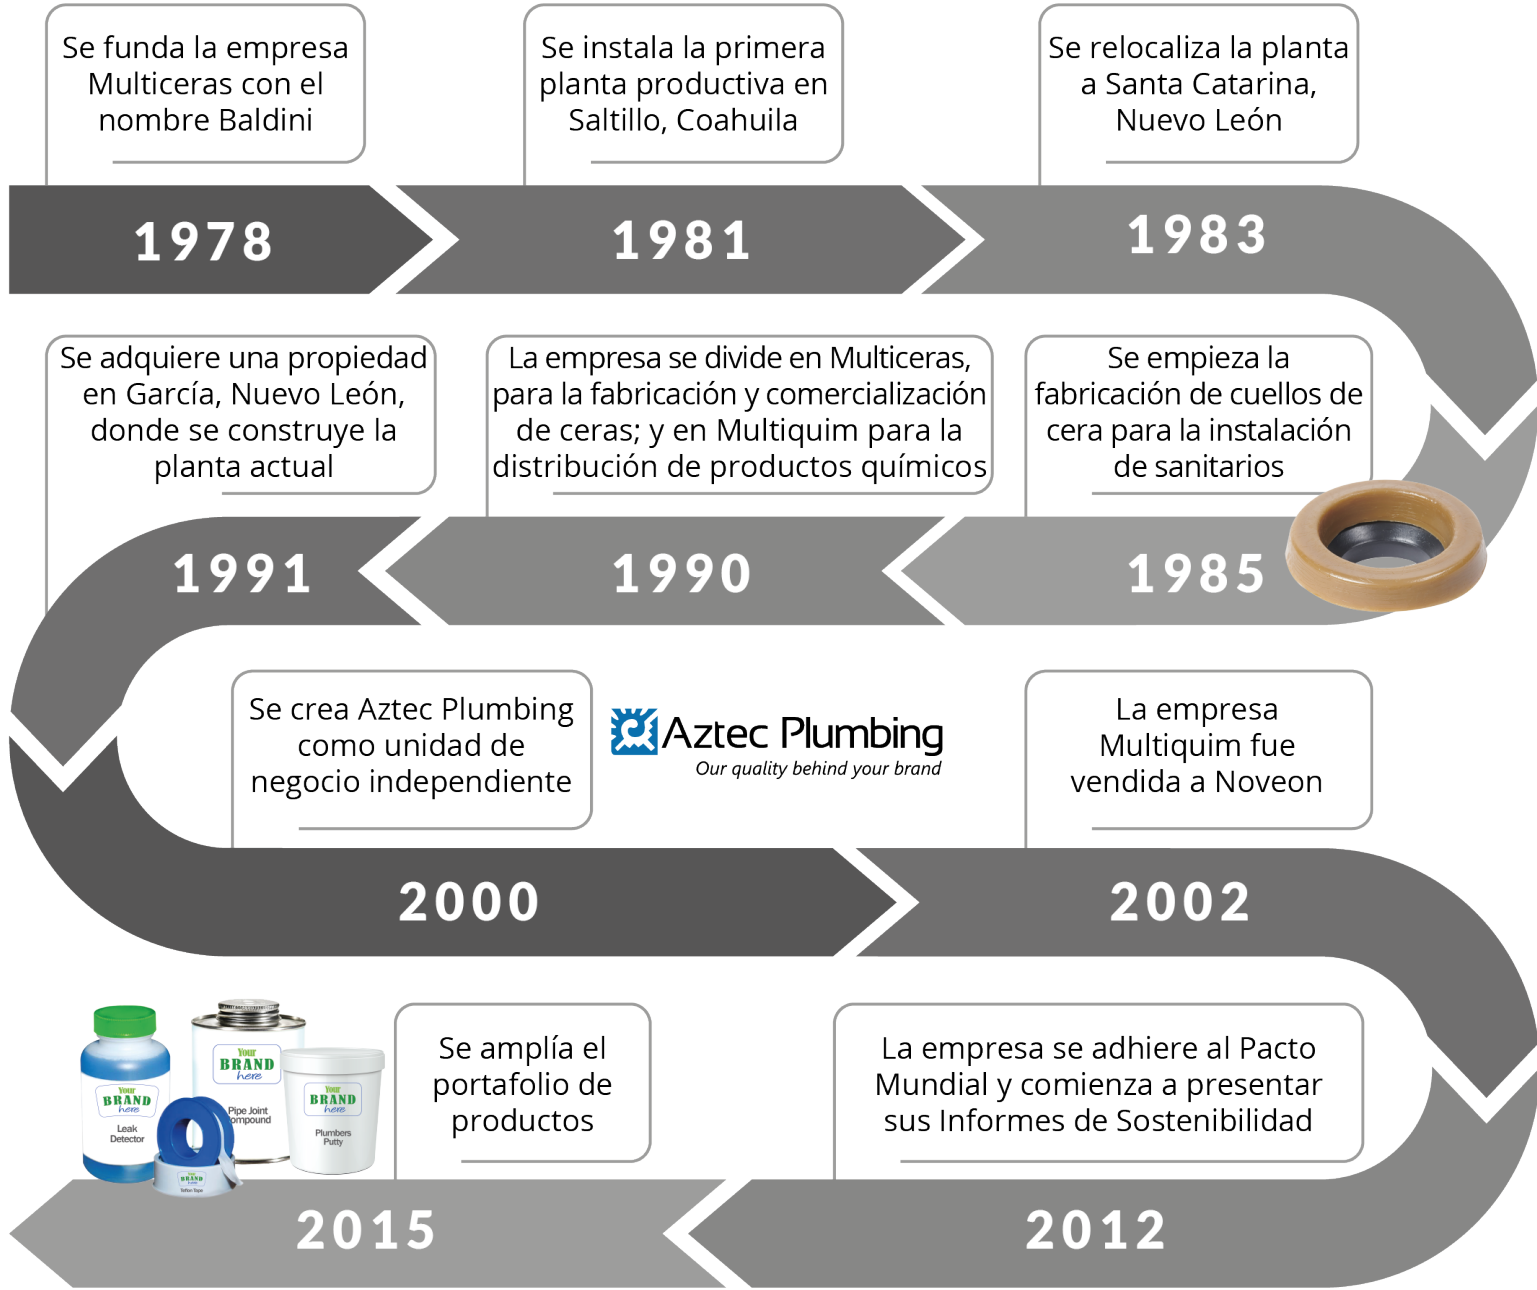 Se funda la empresa
Multiceras con el
nombre Baldini
Se instala la primera
planta productiva en
Saltillo, Coahuila
Se relocaliza la planta
a Santa Catarina,
Nuevo León
1978
1981
1983
Se empieza la
fabricación de cuellos de
cera para la instalación
de sanitarios
La empresa se divide en Multiceras,
para la fabricación y comercialización
de ceras; y en Multiquim para la
distribución de productos químicos
Se adquiere una propiedad
en García, Nuevo León,
donde se construye la
planta actual
1985
1990
1991
Se crea Aztec Plumbing
como unidad de
negocio independiente
Aztec Plumbing
Our quality behind your brand
La empresa
Multiquim fue
vendida a Noveon
2000
2002
La empresa se adhiere al Pacto
Mundial y comienza a presentar
sus Informes de Sostenibilidad
Se amplía el
portafolio de
productos
2012
2015
Your
BRAND
here
Leak
Detector
Your
BRAND
here
Pipe Joint
ompound
Your
BRAND
here
Plumbers
Putty
Your
BRAND
here
Teflon Tape